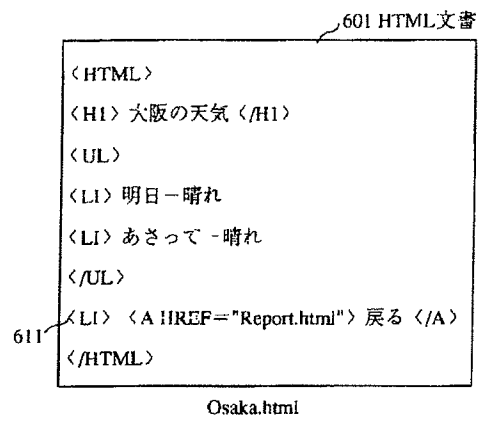 601 HTML文書
<HTML>
<H1> 大阪の天気 </H1>
<UL>
<LI> 明日－晴れ
<LI> あさって -晴れ
</UL>
611 <LI> <A HREF="Report.html"> 戻る </A>
</HTML>
Osaka.html